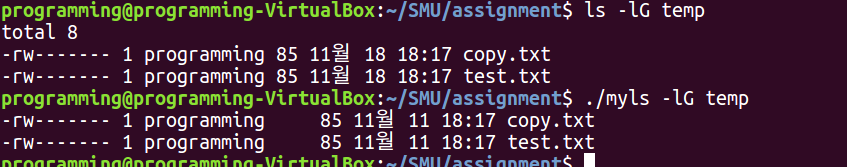 programming@programming-VirtualBox:~/SMU/assignment$ ls -lG temp
total 8
-rw------- 1 programming 85 11월 18 18:17 copy.txt
-rw------- 1 programming 85 11월 18 18:17 test.txt
programming@programming-VirtualBox:~/SMU/assignment$ ./myls -lG temp
-rw------- 1 programming     85 11월 11 18:17 copy.txt
-rw------- 1 programming     85 11월 11 18:17 test.txt
programming@programming-VirtualBox:~/SMU/assignment$